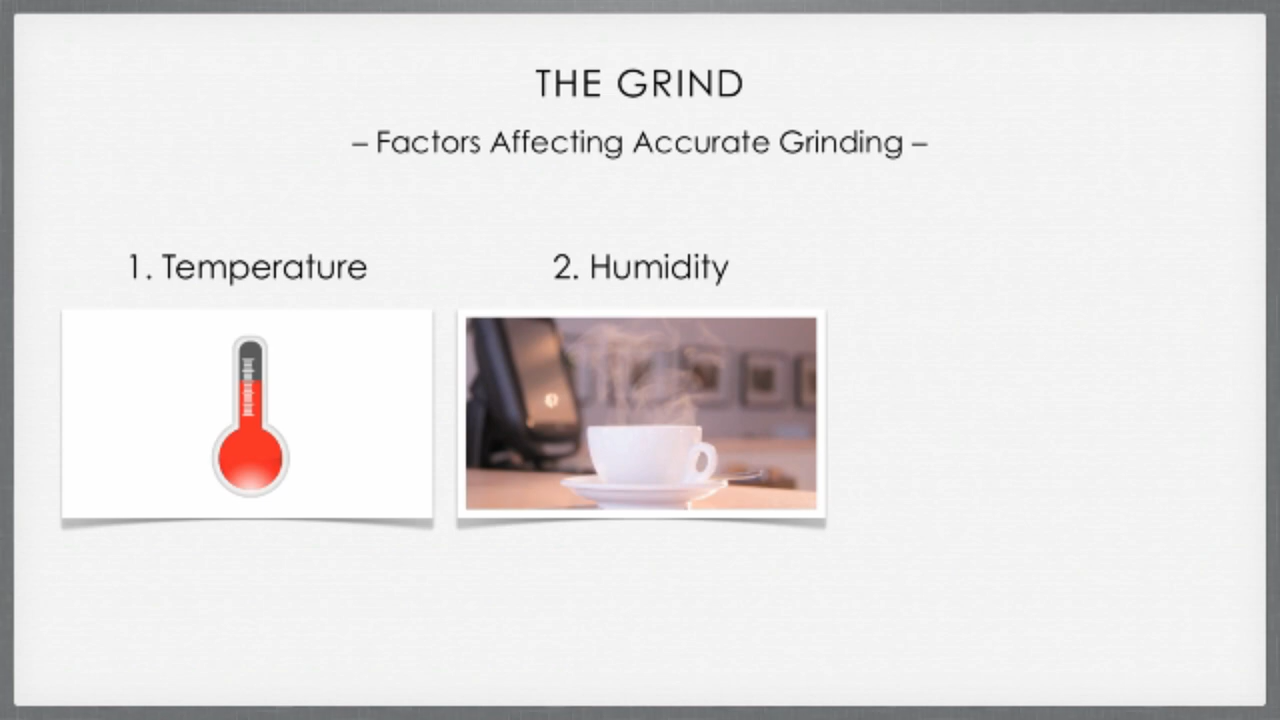 THE GRIND
– Factors Affecting Accurate Grinding –
1. Temperature
2. Humidity